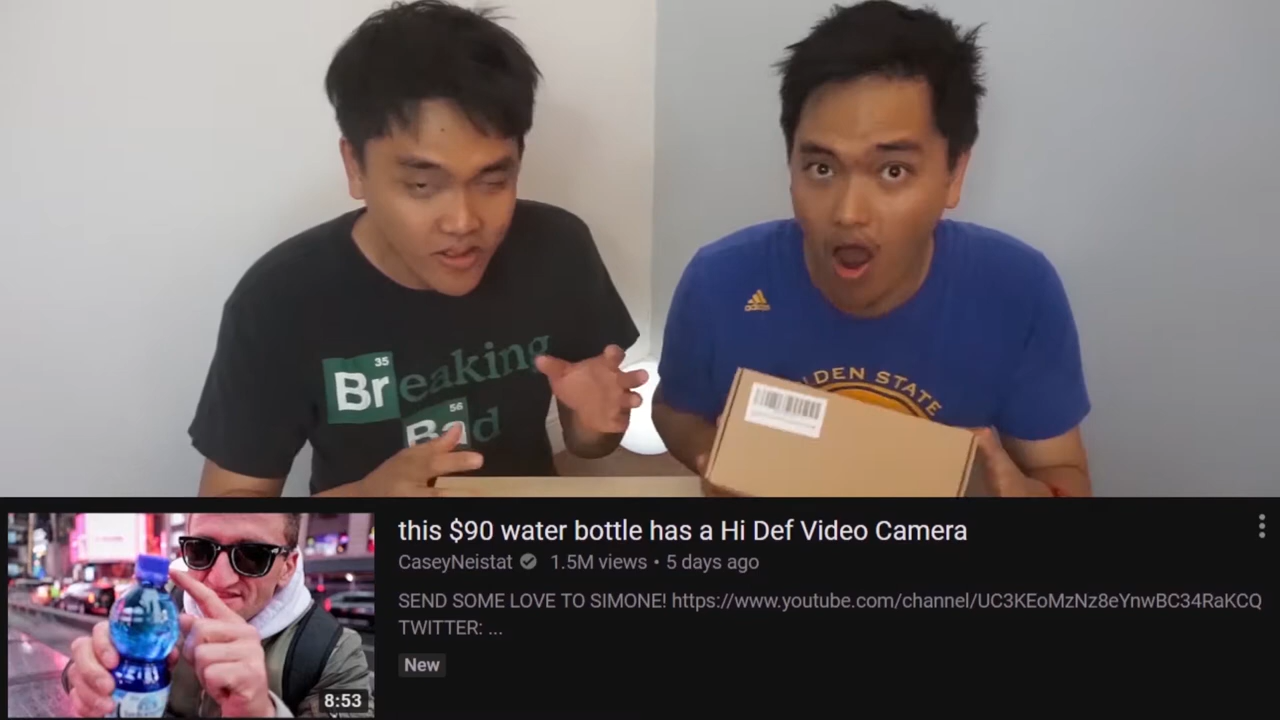 35
Breaking
56
Bad
adidas
LDEN STATE
this $90 water bottle has a Hi Def Video Camera
CaseyNeistat 1.5M views • 5 days ago
SEND SOME LOVE TO SIMONE! https://www.youtube.com/channel/UC3KEoMzNz8eYnwBC34RaKCQ
TWITTER: ...
New
8:53